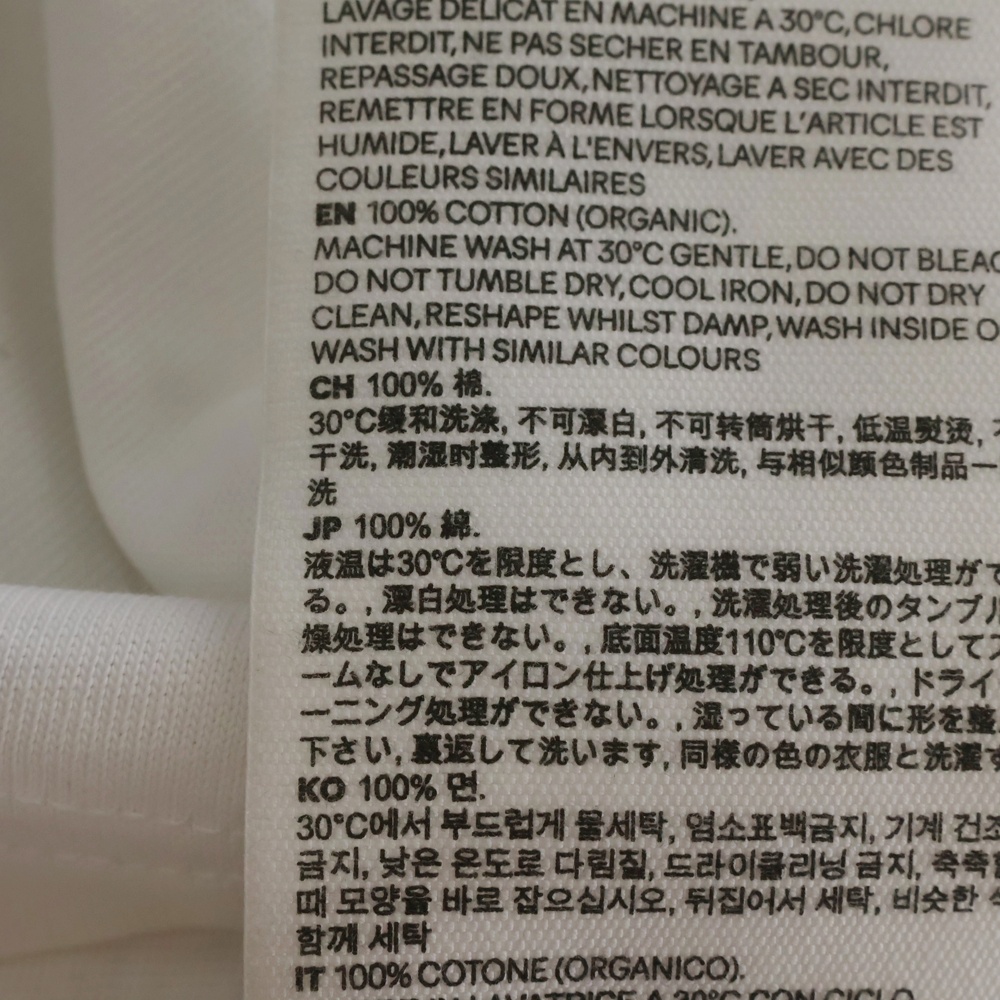 LAVAGE DELICAT EN MACHINE A 30°C,CHLORE
INTERDIT,NE PAS SECHER EN TAMBOUR,
REPASSAGE DOUX,NETTOYAGE A SEC INTERDIT,
REMETTRE EN FORME LORSQUE L'ARTICLE EST
HUMIDE,LAVER À L'ENVERS,LAVER AVEC DES
COULEURS SIMILAIRES
EN 100% COTTON (ORGANIC).
MACHINE WASH AT 30°C GENTLE,DO NOT BLEAC
DO NOT TUMBLE DRY,COOL IRON,DO NOT DRY
CLEAN,RESHAPE WHILST DAMP,WASH INSIDE O
WASH WITH SIMILAR COLOURS
CH 100% 棉.
30°C缓和洗涤, 不可漂白, 不可转筒烘干, 低温熨烫,
干洗, 潮湿时整形, 从内到外清洗, 与相似颜色制品一
洗
JP 100% 綿.
液温は30℃を限度とし、洗濯機で弱い洗濯処理がで
る。, 漂白処理はできない。, 洗濯処理後のタンブル
燥処理はできない。, 底面温度110℃を限度としてス
ームなしでアイロン仕上げ処理ができる。, ドライ
ーニング処理ができない。, 湿っている間に形を整
下さい, 裏返して洗います, 同様の色の衣服と洗濯す
KO 100% 면.
30°C에서 부드럽게 물세탁, 염소표백금지, 기계 건조
금지, 낮은 온도로 다림질, 드라이클리닝 금지, 축축
때 모양을 바로 잡으십시오, 뒤집어서 세탁, 비슷한
함께 세탁
IT 100% COTONE (ORGANICO).
LAVATRICE A 30°C CON CICLO